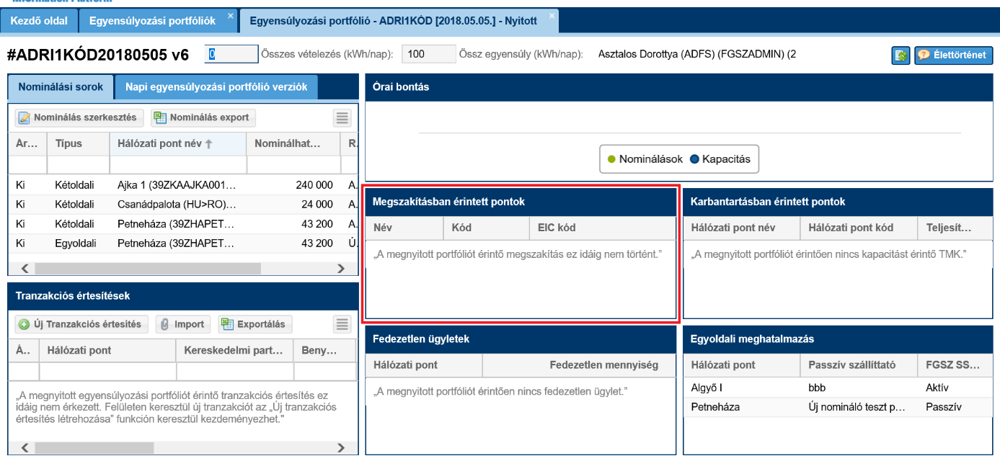 Information Platform
Kezdő oldal
Egyensúlyozási portfóliók ×
Egyensúlyozási portfólió - ADRI1KÓD [2018.05.05.] - Nyitott ×
#ADRI1KÓD20180505 v6
0 Összes vételezés (kWh/nap): 100 Össz egyensúly (kWh/nap): Asztalos Dorottya (ADFS) (FGSZADMIN) (2
Élettörténet
Nominálási sorok
Napi egyensúlyozási portfólió verziók
Nominálás szerkesztés
Nominálás export
Ár... Típus Hálózati pont név Nominálhat... R.
Ki Kétoldali Ajka 1 (39ZKAAJKA001... 240 000 A.
Ki Kétoldali Csanádpalota (HU>RO)... 24 000 A.
Ki Kétoldali Petneháza (39ZHAPET... 43 200 A.
Ki Egyoldali Petneháza (39ZHAPET... 43 200 Ú.
Órai bontás
Nominálások Kapacitás
Megszakításban érintett pontok
Név Kód EIC kód
„A megnyitott portfóliót érintő megszakítás ez idáig nem történt.”
Karbantartásban érintett pontok
Hálózati pont név Hálózati pont kód Teljesít...
„A megnyitott portfóliót érintően nincs kapacitást érintő TMK.”
Tranzakciós értesítések
Új Tranzakciós értesítés
Import
Exportálás
Á.. Hálózati pont Kereskedelmi part... Beny...
„A megnyitott egyensúlyozási portfóliót érintő tranzakciós értesítés ez
idáig nem érkezett. Felületen keresztül új tranzakciót az „Új tranzakciós
értesítés létrehozása” funkción keresztül kezdeményezhet."
Fedezetlen ügyletek
Hálózati pont Fedezetlen mennyiség
„A megnyitott portfóliót érintően nincs fedezetlen ügylet.”
Egyoldali meghatalmazás
Hálózati pont Passzív szállíttató FGSZ SS...
Algyő I bbb Aktív
Petneháza Új nomináló teszt p... Passzív